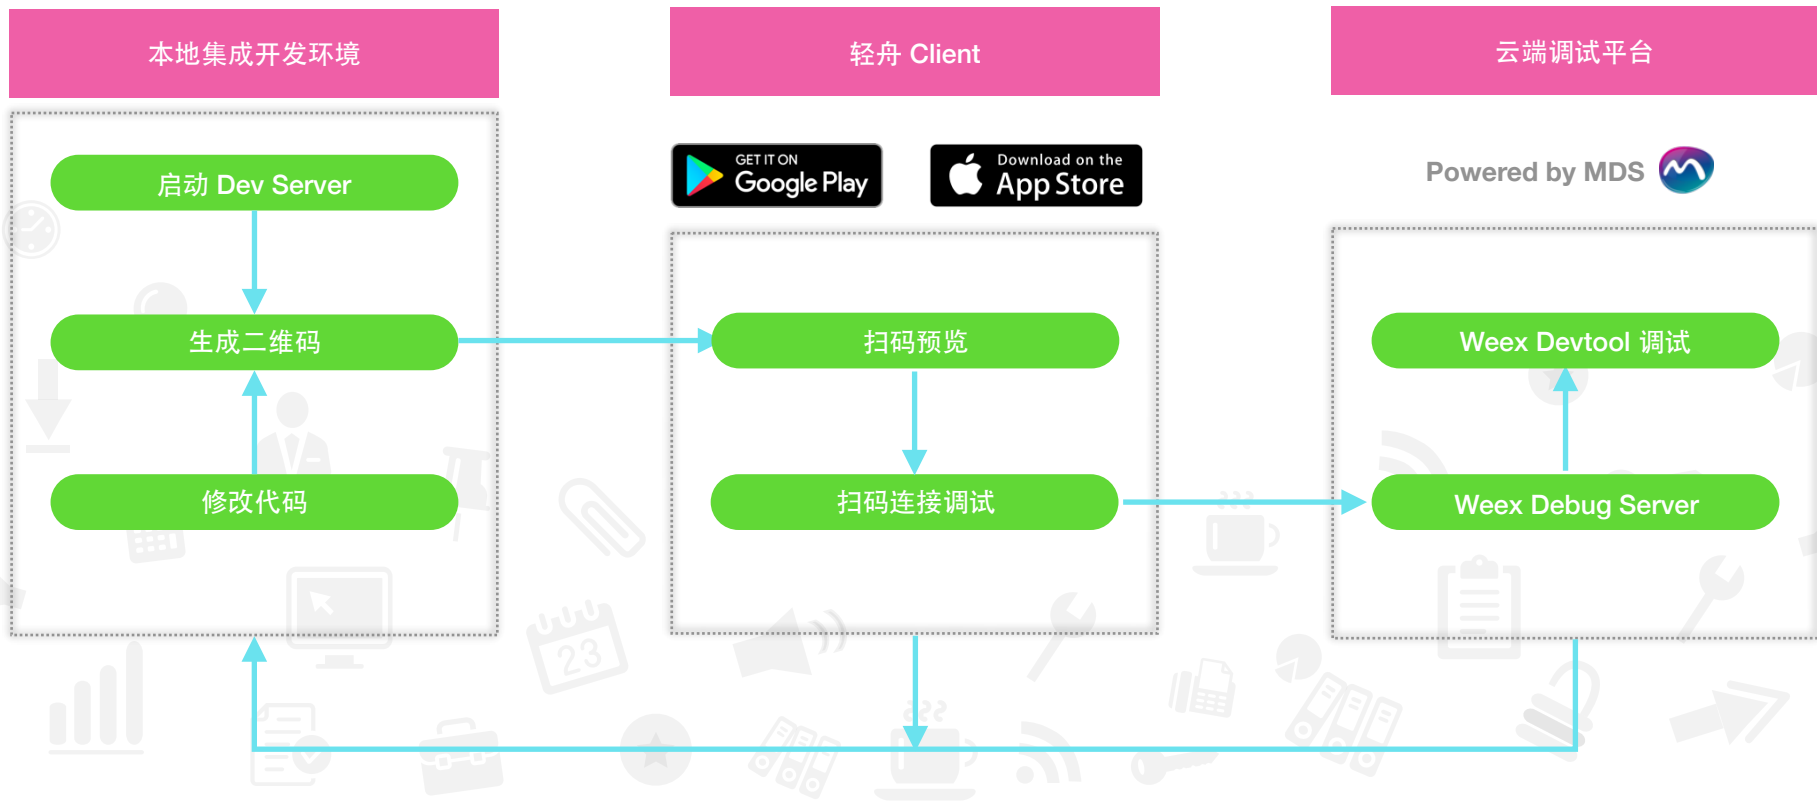 本地集成开发环境
启动 Dev Server
生成二维码
修改代码
轻舟 Client
GET IT ON
Google Play
Download on the
App Store
扫码预览
扫码连接调试
云端调试平台
Powered by MDS
Weex Devtool 调试
Weex Debug Server
23